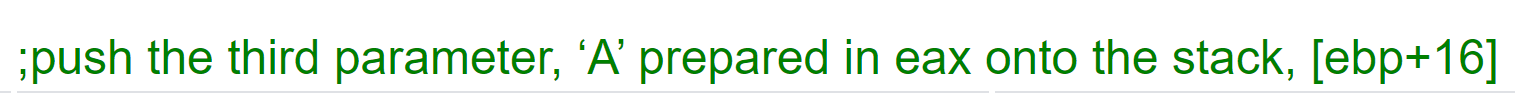 ;push the third parameter, ‘A’ prepared in eax onto the stack, [ebp+16]